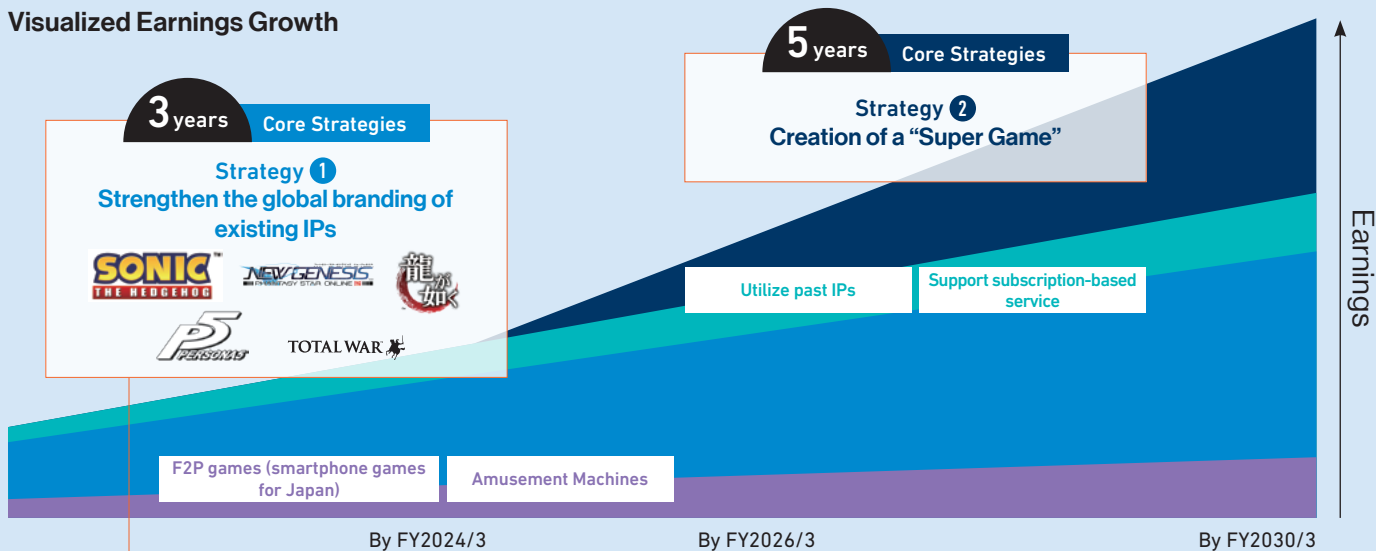 Visualized Earnings Growth
3 years
Core Strategies
Strategy 1
Strengthen the global branding of
existing IPs
SONIC™
THE HEDGEHOG
NEW GENESIS
PHANTASY STAR ONLINE 2
龍が
如く
P5
PERSONA5
TOTAL WAR
5 years
Core Strategies
Strategy 2
Creation of a “Super Game”
Utilize past IPs
Support subscription-based
service
F2P games (smartphone games
for Japan)
Amusement Machines
Earnings
By FY2024/3
By FY2026/3
By FY2030/3